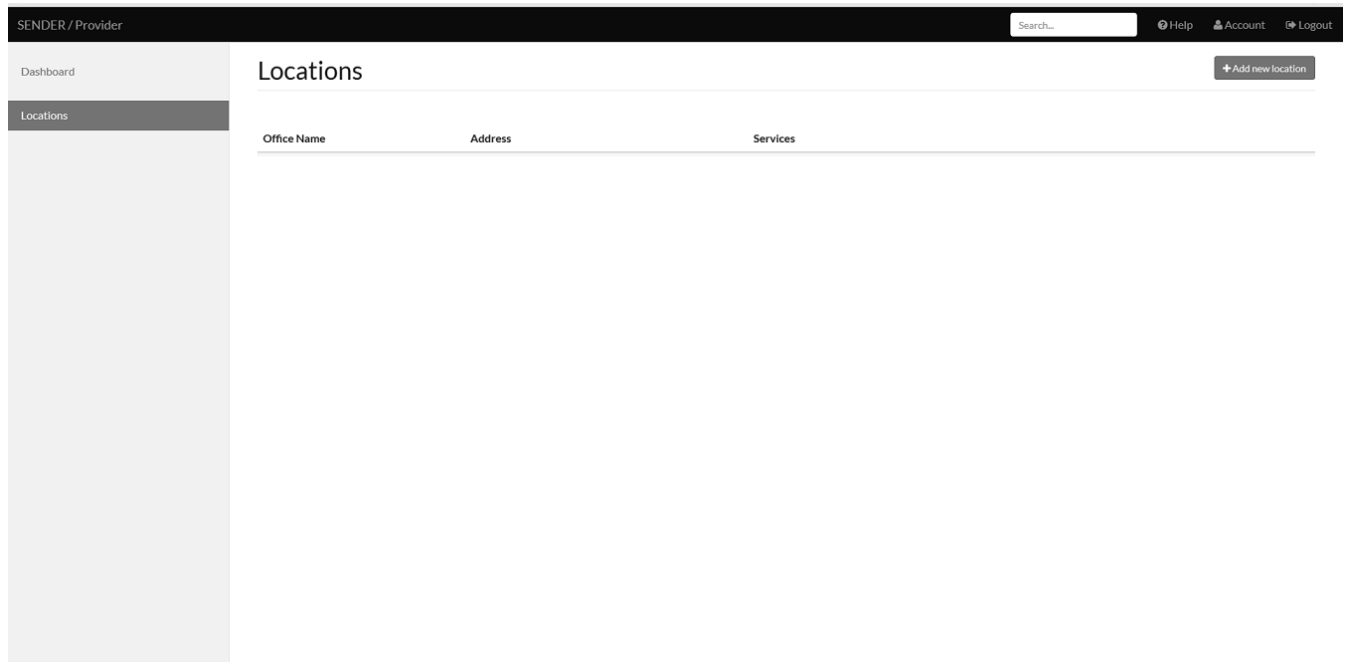 SENDER / Provider
Search...
Help
Account
Logout
Dashboard
Locations
Locations
Add new location
Office Name Address Services